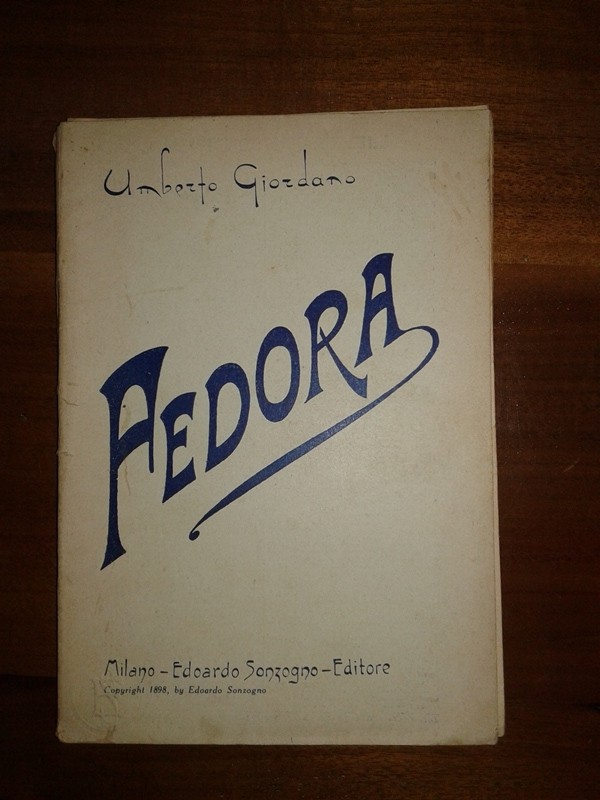 Umberto Giordano
FEDORA
Milano – Edoardo Sonzogno – Editore
Copyright 1898, by Edoardo Sonzogno